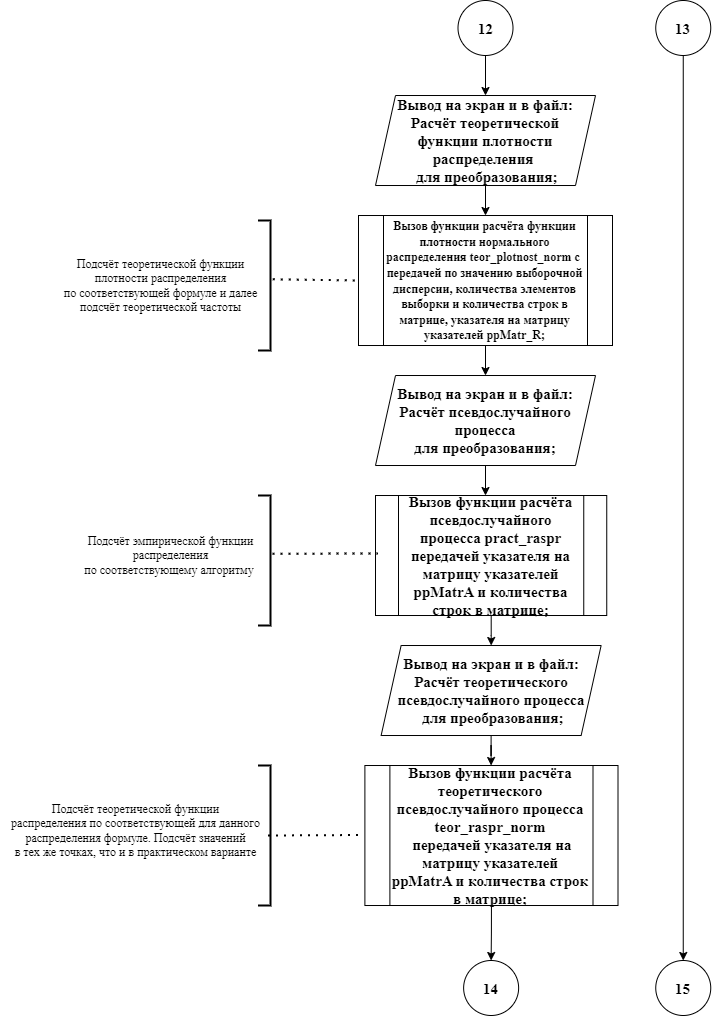 12
13
Вывод на экран и в файл:
Расчёт теоретической
функции плотности
распределения
для преобразования;
Подсчёт теоретической функции
плотности распределения
по соответствующей формуле и далее
подсчёт теоретической частоты
Вызов функции расчёта функции
плотности нормального
распределения teor_plotnost_norm с
передачей по значению выборочной
дисперсии, количества элементов
выборки и количества строк в
матрице, указателя на матрицу
указателей ppMatr_R;
Вывод на экран и в файл:
Расчёт псевдослучайного
процесса
для преобразования;
Подсчёт эмпирической функции
распределения
по соответствующему алгоритму
Вызов функции расчёта
псевдослучайного
процесса pract_raspr
передачей указателя на
матрицу указателей
ppMatrA и количества
строк в матрице;
Вывод на экран и в файл:
Расчёт теоретического
псевдослучайного процесса
для преобразования;
Подсчёт теоретической функции
распределения по соответствующей для данного
распределения формуле. Подсчёт значений
в тех же точках, что и в практическом варианте
Вызов функции расчёта
теоретического
псевдослучайного процесса
teor_raspr_norm
передачей указателя на
матрицу указателей
ppMatrA и количества строк
в матрице;
14
15